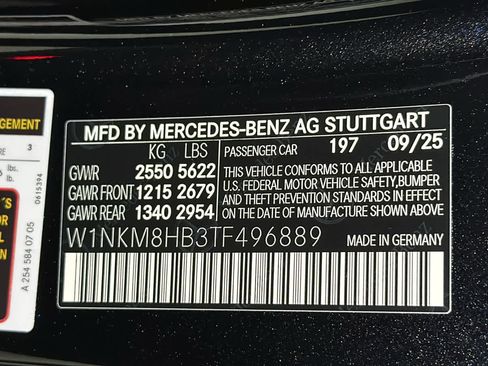 AGEMENT
3
0615394
A 254 584 07 05
MFD BY MERCEDES-BENZ AG STUTTGART
KG LBS PASSENGER CAR 197 09/25
GVWR 2550 5622 THIS VEHICLE CONFORMS TO ALL APPLICABLE
GAWR FRONT 1215 2679 U.S. FEDERAL MOTOR VEHICLE SAFETY, BUMPER
GAWR REAR 1340 2954 AND THEFT PREVENTION STANDARDS IN EFFECT
ON THE DATE OF MANUFACTURE SHOWN ABOVE.
MADE IN GERMANY
W1NKM8HB3TF496889